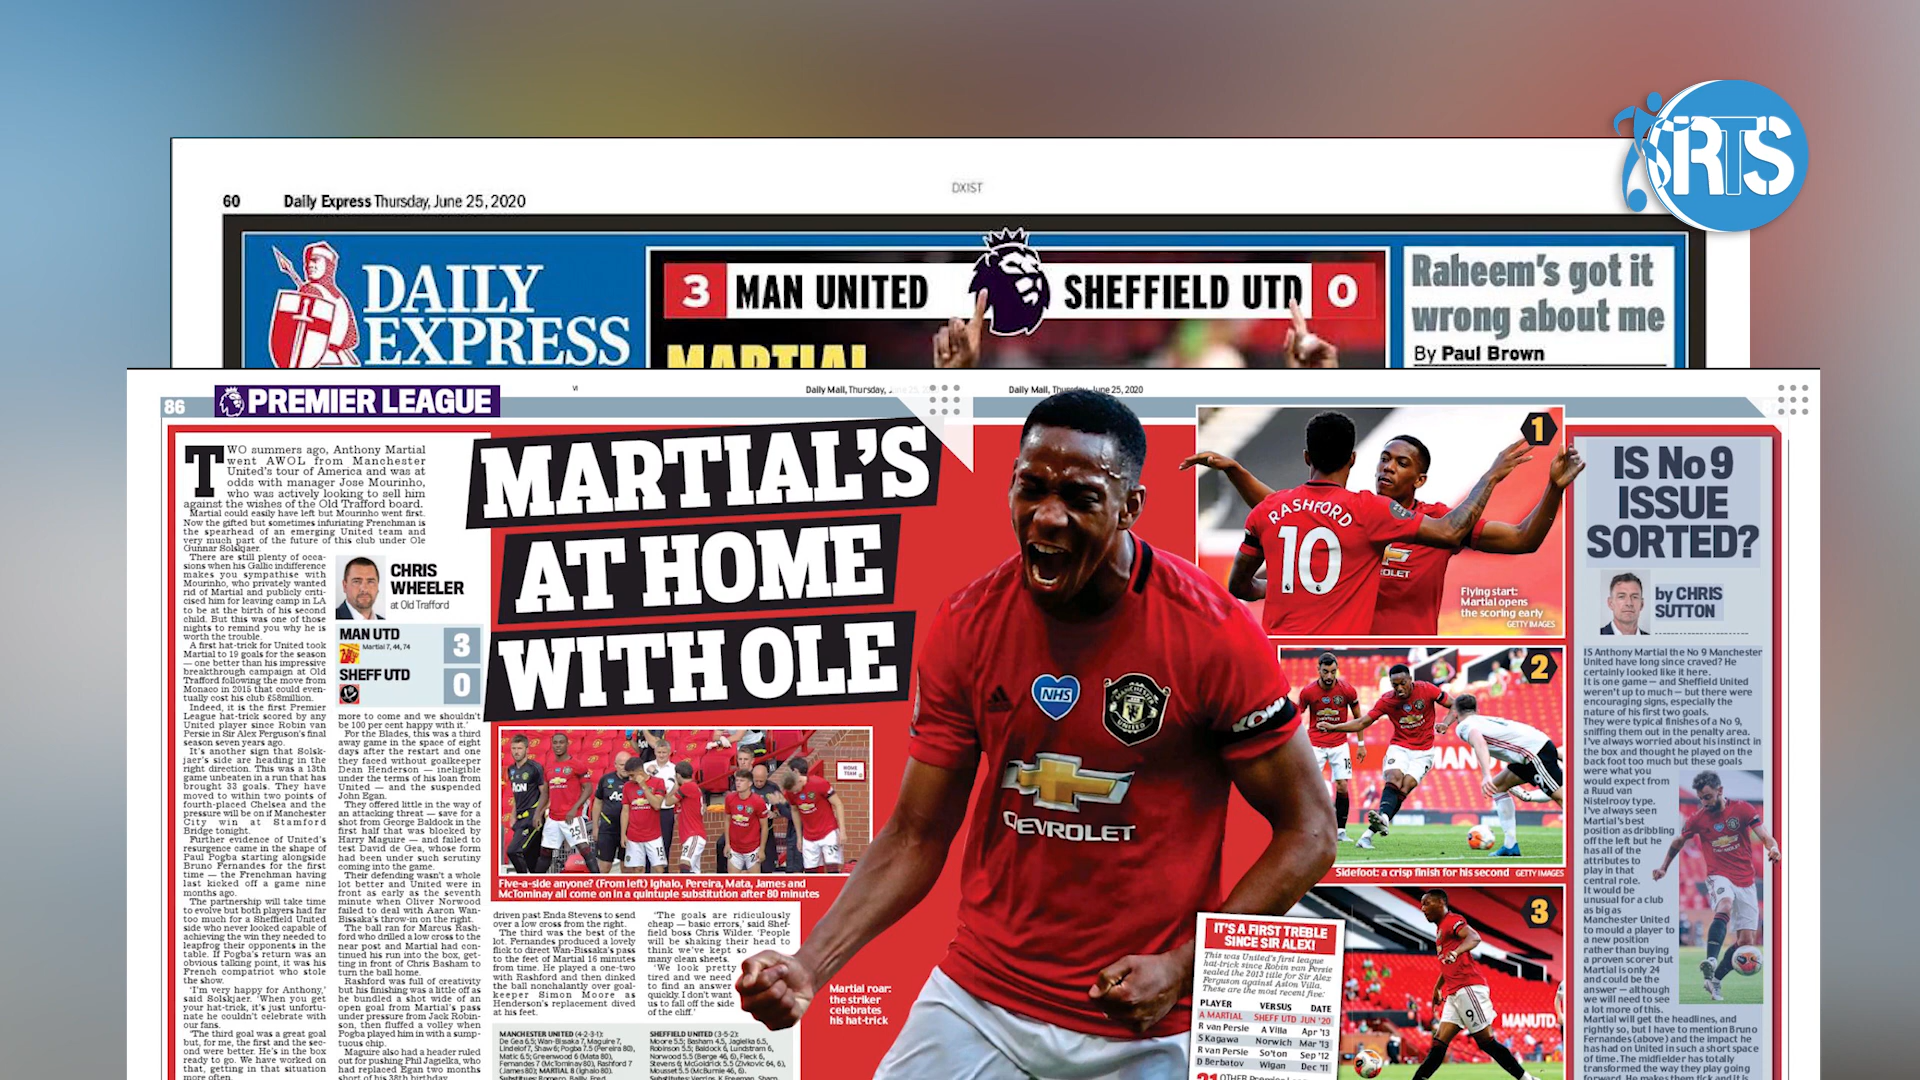 RTS
DXIST
60 Daily Express Thursday, June 25, 2020
DAILY
EXPRESS
3 MAN UNITED SHEFFIELD UTD 0
MARTIAL
Raheem's got it
wrong about me
By Paul Brown
86 PREMIER LEAGUE
VI
Daily Mail, Thursday,
Daily Mail, Thursday, June 25, 2020
MARTIAL'S
AT HOME
WITH OLE
TWO summers ago, Anthony Martial
went AWOL from Manchester
United's tour of America and was at
odds with manager Jose Mourinho,
who was actively looking to sell him
against the wishes of the Old Trafford board.
Martial could easily have left but Mourinho went first.
Now the gifted but sometimes infuriating Frenchman is
the spearhead of an emerging United team and
very much part of the future of this club under Ole
Gunnar Solskjaer.
There are still plenty of occa-
sions when his Gallic indifference
makes you sympathise with
Mourinho, who privately wanted
rid of Martial and publicly criti-
cised him for leaving camp in LA
to be at the birth of his second
child. But this was one of those
nights to remind you why he is
worth the trouble.
A first hat-trick for United took
Martial to 19 goals for the season
— one better than his impressive
breakthrough campaign at Old
Trafford following the move from
Monaco in 2015 that could even-
tually cost his club £58million.
Indeed, it is the first Premier
League hat-trick scored by any
United player since Robin van
Persie in Sir Alex Ferguson's final
season seven years ago.
It's another sign that Solsk-
jaer's side are heading in the
right direction. This was a 13th
game unbeaten in a run that has
brought 33 goals. They have
moved to within two points of
fourth-placed Chelsea and the
pressure will be on if Manchester
City win at Stamford
Bridge tonight.
Further evidence of United's
resurgence came in the shape of
Paul Pogba starting alongside
Bruno Fernandes for the first
time — the Frenchman having
last kicked off a game nine
months ago.
The partnership will take time
to evolve but both players had far
too much for a Sheffield United
side who never looked capable of
achieving the win they needed to
leapfrog their opponents in the
table. If Pogba's return was an
obvious talking point, it was his
French compatriot who stole
the show.
'I'm very happy for Anthony,'
said Solskjaer. 'When you get
your hat-trick, it's just unfortu-
nate he couldn't celebrate with
our fans.
'The third goal was a great goal
but, for me, the first and the sec-
ond were better. He's in the box
ready to go. We have worked on
that, getting in that situation
more often.
CHRIS
WHEELER
at Old Trafford
MAN UTD 3
Martial 7, 44, 74
SHEFF UTD 0
more to come and we shouldn't
be 100 per cent happy with it.'
For the Blades, this was a third
away game in the space of eight
days after the restart and one
they faced without goalkeeper
Dean Henderson — ineligible
under the terms of his loan from
United — and the suspended
John Egan.
They offered little in the way of
an attacking threat — save for a
shot from George Baldock in the
first half that was blocked by
Harry Maguire — and failed to
test David de Gea, whose form
had been under such scrutiny
coming into the game.
Their defending wasn't a whole
lot better and United were in
front as early as the seventh
minute when Oliver Norwood
failed to deal with Aaron Wan-
Bissaka's throw-in on the right.
The ball ran for Marcus Rash-
ford who drilled a low cross to the
near post and Martial had con-
tinued his run into the box, get-
ting in front of Chris Basham to
turn the ball home.
Rashford was full of creativity
but his finishing was a little off as
he bundled a shot wide of an
open goal from Martial's pass
under pressure from Jack Robin-
son, then fluffed a volley when
Pogba played him in with a sump-
tuous chip.
Maguire also had a header ruled
out for pushing Phil Jagielka, who
had replaced Egan two months
short of his 38th birthday.
Five-a-side anyone? (From left) Ighalo, Pereira, Mata, James and
McTominay all come on in a quintuple substitution after 80 minutes
driven past Enda Stevens to send
over a low cross from the right.
The third was the best of the
lot. Fernandes produced a lovely
flick to direct Wan-Bissaka's pass
to the feet of Martial 16 minutes
from time. He played a one-two
with Rashford and then dinked
the ball nonchalantly over goal-
keeper Simon Moore as
Henderson's replacement dived
at his feet.
'The goals are ridiculously
cheap — basic errors,' said Shef-
field boss Chris Wilder. 'People
will be shaking their head to
think we've kept so
many clean sheets.
'We look pretty
tired and we need
to find an answer
quickly. I don't want
us to fall off the side
of the cliff.'
MANCHESTER UNITED (4-2-3-1):
De Gea 6.5; Wan-Bissaka 7, Maguire 7,
Lindelof 7, Shaw 6; Pogba 7.5 (Pereira 80),
Matic 6.5; Greenwood 6 (Mata 80),
Fernandes 7 (McTominay 80), Rashford 7
(James 80); MARTIAL 8 (Ighalo 80).
Substitutes: Romero, Bailly, Fred,
SHEFFIELD UNITED (3-5-2):
Moore 5.5; Basham 4.5, Jagielka 6.5,
Robinson 5.5; Baldock 6, Lundstram 6,
Norwood 5.5 (Berge 46, 6), Fleck 6,
Stevens 6; McGoldrick 5.5 (Zivkovic 64, 6),
Mousset 5.5 (McBurnie 46, 6).
Martial roar:
the striker
celebrates
his hat-trick
NHS
MANCHESTER
UNITED
CHEVROLET
KOHLER
RASHFORD
10
1
Flying start:
Martial opens
the scoring early
GETTY IMAGES
2
Sidefoot: a crisp finish for his second GETTY IMAGES
3
9
MANUTD.
IT'S A FIRST TREBLE
SINCE SIR ALEX!
This was United's first league
hat-trick since Robin van Persie
sealed the 2013 title for Sir Alex
Ferguson against Aston Villa.
These are the most recent five:
PLAYER VERSUS DATE
A MARTIAL SHEFF UTD JUN '20
R van Persie A Villa Apr '13
S Kagawa Norwich Mar '13
R van Persie So'ton Sep '12
D Berbatov Wigan Dec '11
IS No 9
ISSUE
SORTED?
by CHRIS
SUTTON
IS Anthony Martial the No 9 Manchester
United have long since craved? He
certainly looked like it here.
It is one game — and Sheffield United
weren't up to much — but there were
encouraging signs, especially the
nature of his first two goals.
They were typical finishes of a No 9,
sniffing them out in the penalty area.
I've always worried about his instinct in
the box and thought he played on the
back foot too much but these goals
were what you
would expect from
a Ruud van
Nistelrooy type.
I've always seen
Martial's best
position as dribbling
off the left but he
has all of the
attributes to
play in that
central role.
It would be
unusual for a club
as big as
Manchester United
to mould a player to
a new position
rather than buying
a proven scorer but
Martial is only 24
and could be the
answer — although
we will need to see
a lot more of this.
Martial will get the headlines, and
rightly so, but I have to mention Bruno
Fernandes (above) and the impact he
has had on United in such a short space
of time. The midfielder has totally
transformed the way they play going
forward. He makes them tick and it is